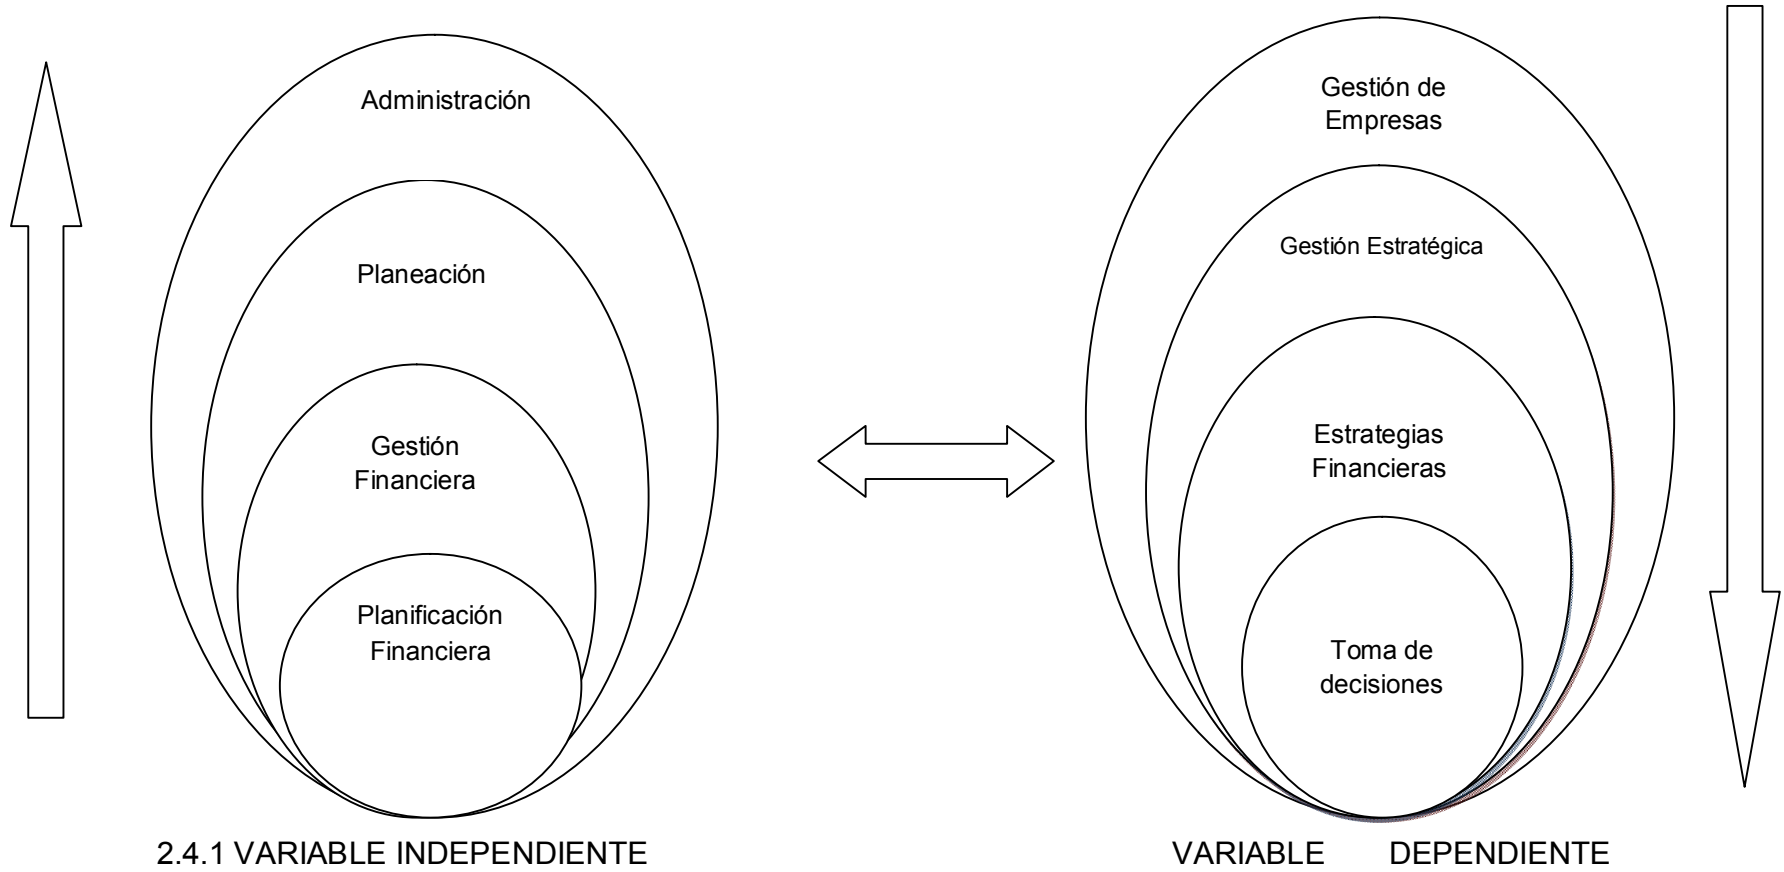 Administración
Planeación
Gestión
Financiera
Planificación
Financiera
2.4.1 VARIABLE INDEPENDIENTE
Gestión de
Empresas
Gestión Estratégica
Estrategias
Financieras
Toma de
decisiones
VARIABLE DEPENDIENTE